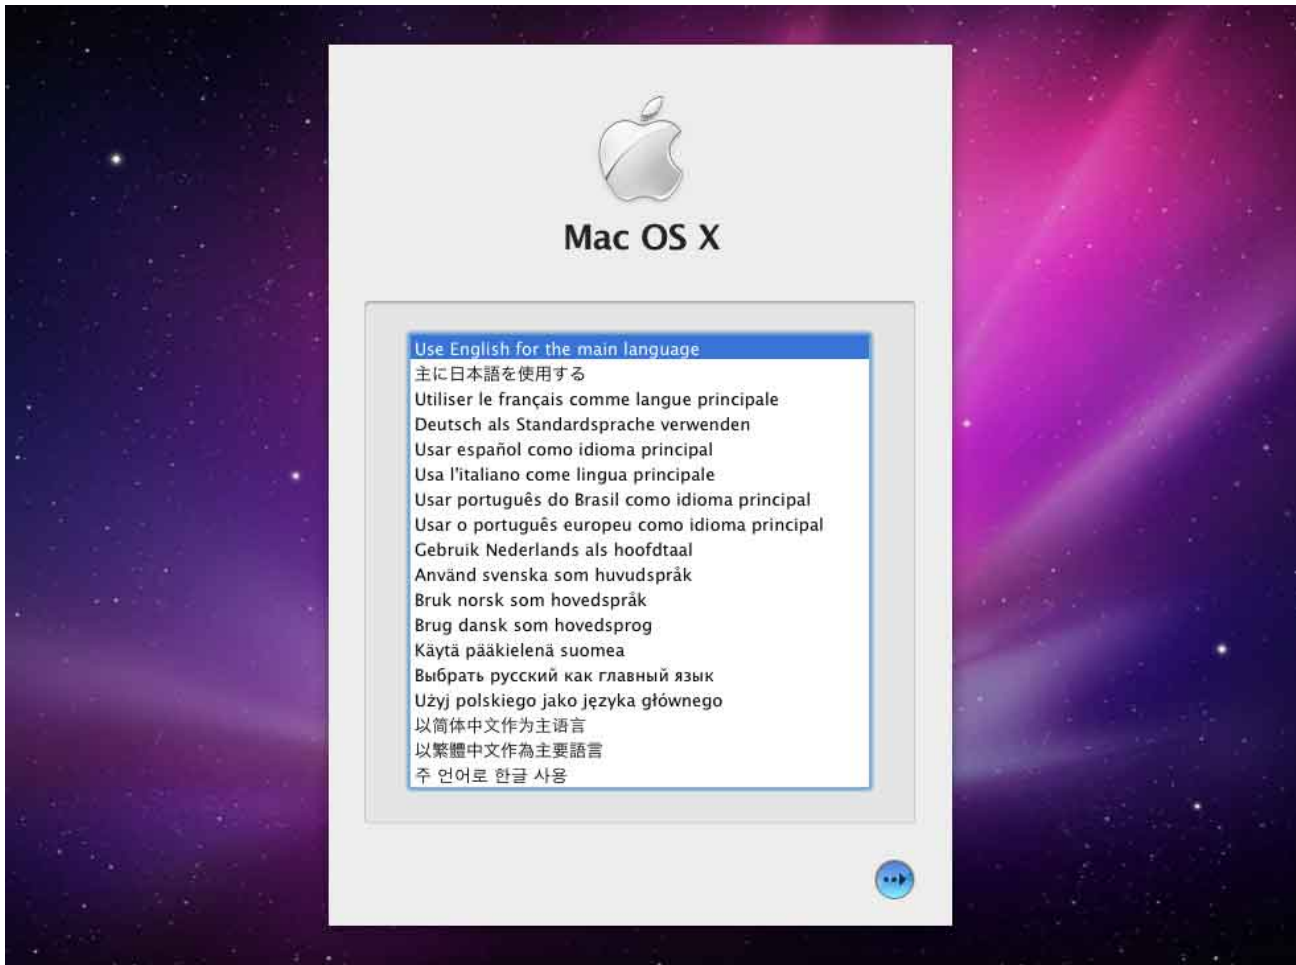 Mac OS X
Use English for the main language
主に日本語を使用する
Utiliser le français comme langue principale
Deutsch als Standardsprache verwenden
Usar español como idioma principal
Usa l'italiano come lingua principale
Usar português do Brasil como idioma principal
Usar o português europeu como idioma principal
Gebruik Nederlands als hoofdtaal
Använd svenska som huvudspråk
Bruk norsk som hovedspråk
Brug dansk som hovedsprog
Käytä pääkielenä suomea
Выбрать русский как главный язык
Użyj polskiego jako języka głównego
以简体中文作为主语言
以繁體中文作為主要語言
주 언어로 한글 사용